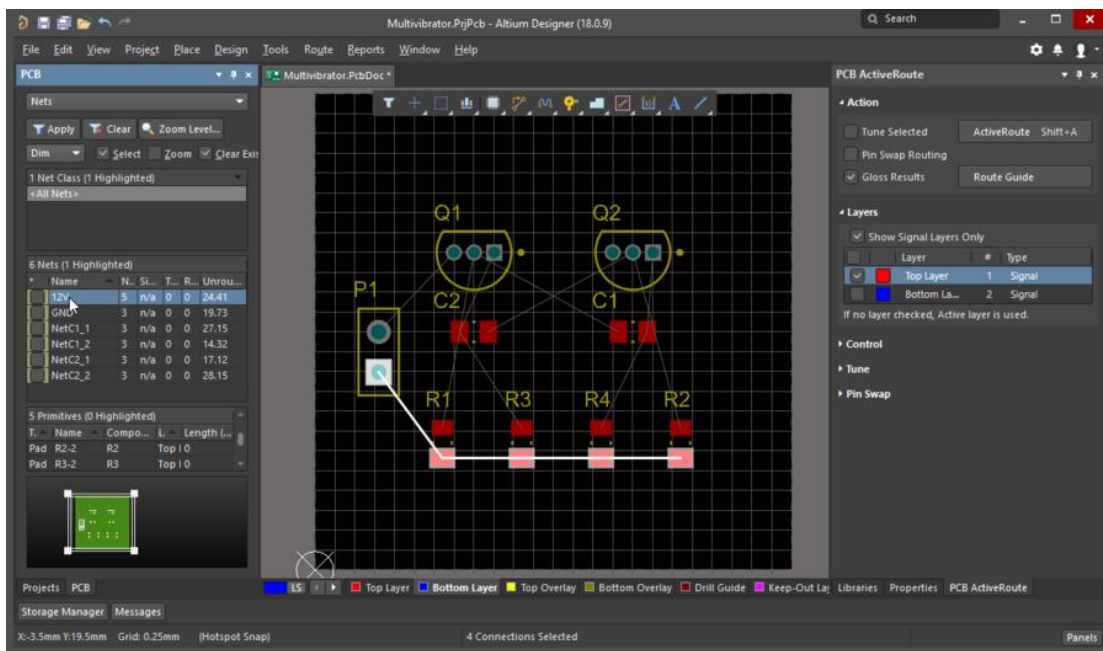 Multivibrator.PrjPcb - Altium Designer (18.0.9)
Search
File Edit View Project Place Design Tools Route Reports Window Help
PCB
Nets
Apply Clear Zoom Level...
Dim Select Zoom Clear Exis
1 Net Class (1 Highlighted)
<All Nets>
6 Nets (1 Highlighted)
* Name N.. Si... T... R... Unrou...
12V 5 n/a 0 0 24.41
GND 3 n/a 0 0 19.73
NetC1_1 3 n/a 0 0 27.15
NetC1_2 3 n/a 0 0 14.32
NetC2_1 3 n/a 0 0 17.12
NetC2_2 3 n/a 0 0 28.15
5 Primitives (0 Highlighted)
T. Name Compo... L. Length (...
Pad R2-2 R2 Top l 0
Pad R3-2 R3 Top l 0
Projects PCB
Multivibrator.PcbDoc *
A
Q1 Q2
P1 C2 C1
R1 R3 R4 R2
LS Top Layer Bottom Layer Top Overlay Bottom Overlay Drill Guide Keep-Out La
PCB ActiveRoute
Action
Tune Selected ActiveRoute Shift+A
Pin Swap Routing
Gloss Results Route Guide
Layers
Show Signal Layers Only
Layer # Type
Top Layer 1 Signal
Bottom La... 2 Signal
If no layer checked, Active layer is used.
Control
Tune
Pin Swap
Libraries Properties PCB ActiveRoute
Storage Manager Messages
X:-3.5mm Y:19.5mm Grid: 0.25mm (Hotspot Snap) 4 Connections Selected Panels